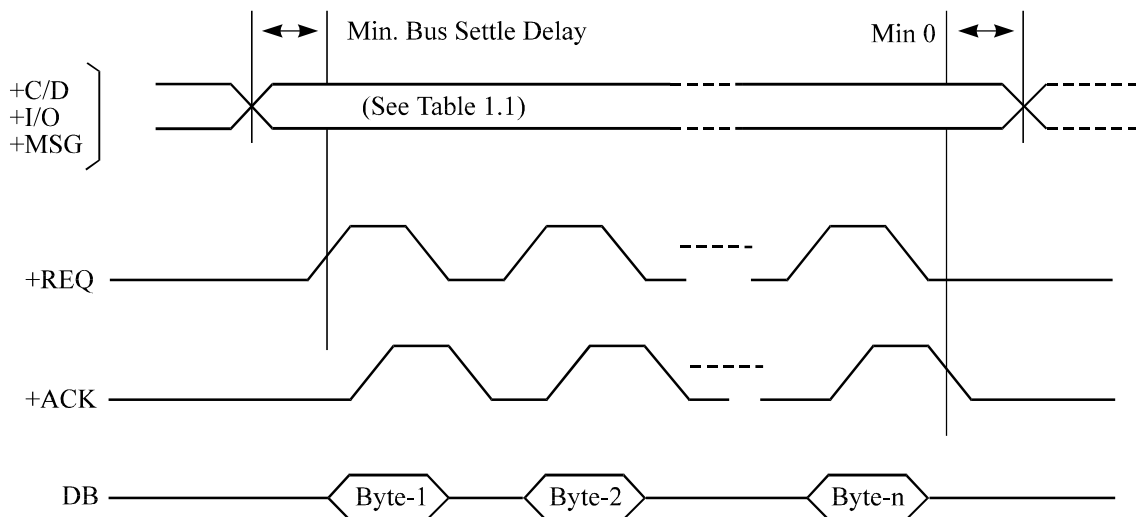 Min. Bus Settle Delay
Min 0
+C/D
+I/O
+MSG
(See Table 1.1)
+REQ
+ACK
DB
Byte-1
Byte-2
Byte-n